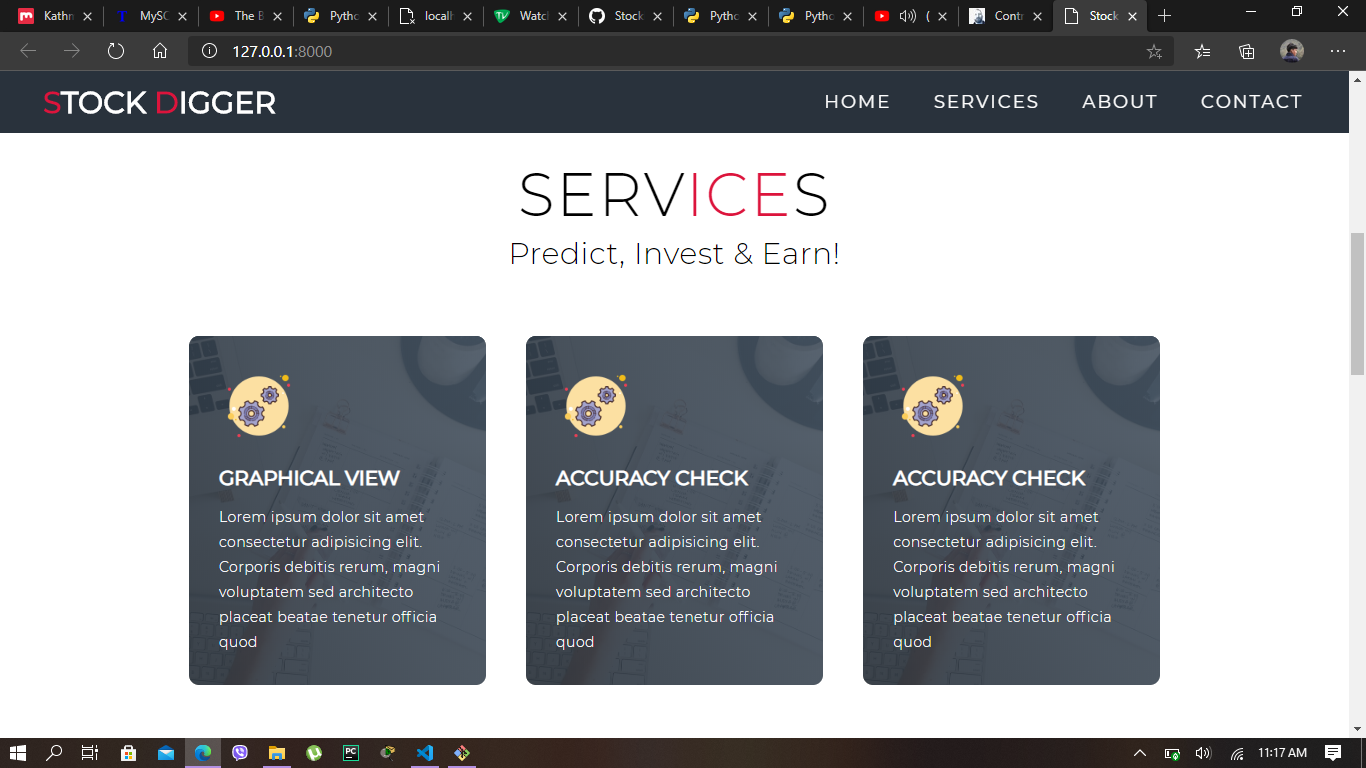 Kath
MySC
The B
Pytho
localh
Watc
Stock
Pytho
Pytho
(
Contr
Stock
127.0.0.1:8000
STOCK DIGGER
HOME SERVICES ABOUT CONTACT
SERVICES
Predict, Invest & Earn!
GRAPHICAL VIEW
Lorem ipsum dolor sit amet
consectetur adipisicing elit.
Corporis debitis rerum, magni
voluptatem sed architecto
placeat beatae tenetur officia
quod
ACCURACY CHECK
Lorem ipsum dolor sit amet
consectetur adipisicing elit.
Corporis debitis rerum, magni
voluptatem sed architecto
placeat beatae tenetur officia
quod
ACCURACY CHECK
Lorem ipsum dolor sit amet
consectetur adipisicing elit.
Corporis debitis rerum, magni
voluptatem sed architecto
placeat beatae tenetur officia
quod
11:17 AM